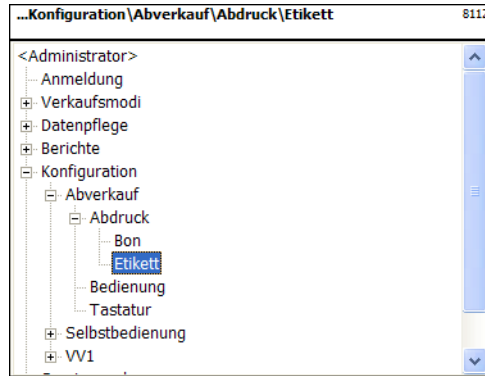 ...Konfiguration\Abverkauf\Abdruck\Etikett
<Administrator>
Anmeldung
Verkaufsmodi
Datenpflege
Berichte
Konfiguration
Abverkauf
Abdruck
Bon
Etikett
Bedienung
Tastatur
Selbstbedienung
VV1